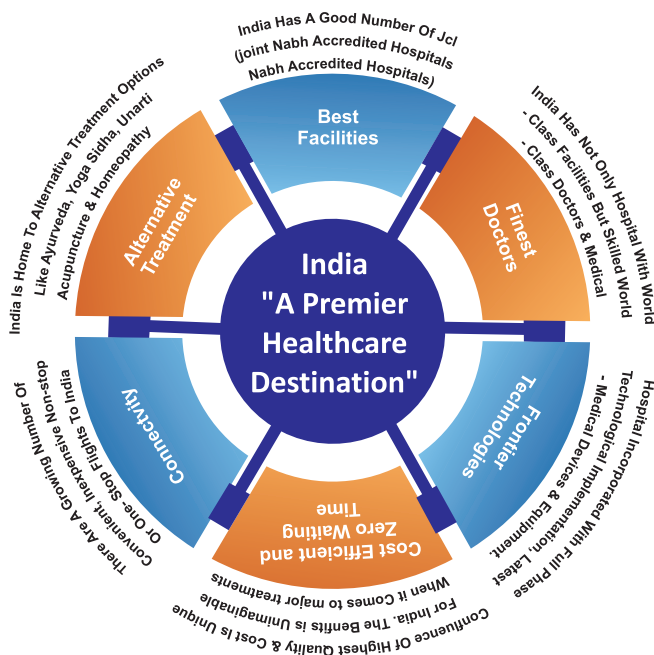 India
"A Premier
Healthcare
Destination"
India Has A Good Number Of Jcl
(joint Nabh Accredited Hospitals
Nabh Accredited Hospitals)
Best
Facilities
India Has Not Only Hospital With World
- Class Facilities But Skilled World
- Class Doctors & Medical
Finest
Doctors
Hospital Incorporated With Full Phase
Technological Implementation, Latest
- Medical Devices & Equipment.
Frontier
Technologies
Confluence Of Highest Quality & Cost Is Unique
For India. The Benefits is Unimaginable
When it Comes to major treatments
Cost Efficient and
Zero Waiting
Time
There Are A Growing Number Of
Convenient, Inexpensive Non-stop
Or One Stop Flights To India
Connectivity
India Is Home To Alternative Treatment Options
Like Ayurveda, Yoga Sidha, Unarti
Acupuncture & Homeopathy
Alternative
Treatment